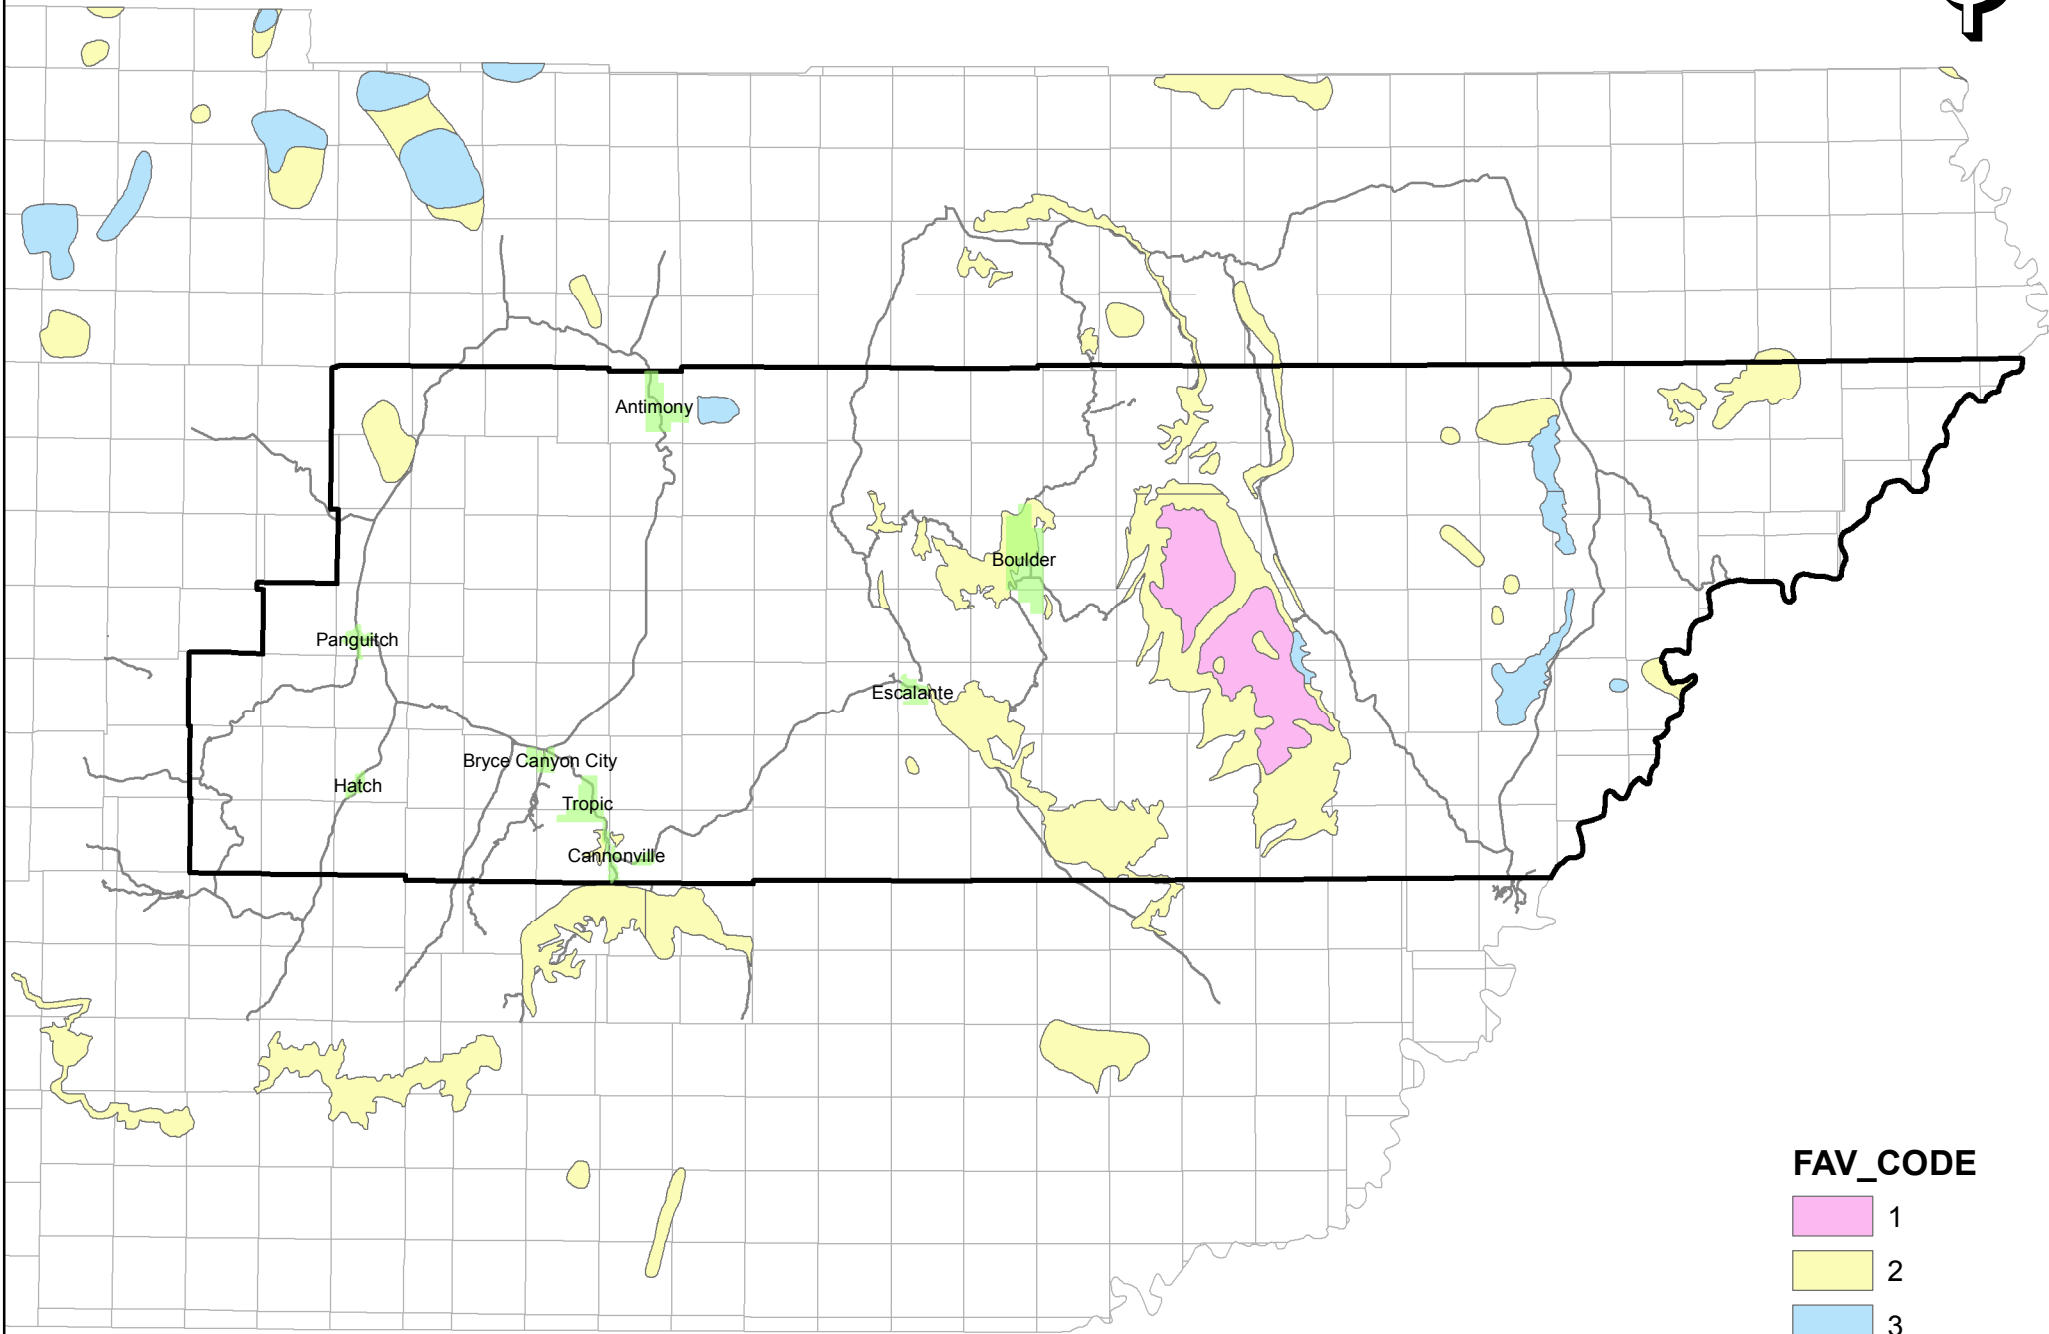 Antimony
Boulder
Panguitch
Escalante
Bryce Canyon City
Hatch
Tropic
Cannonville
FAV_CODE
1
2
3